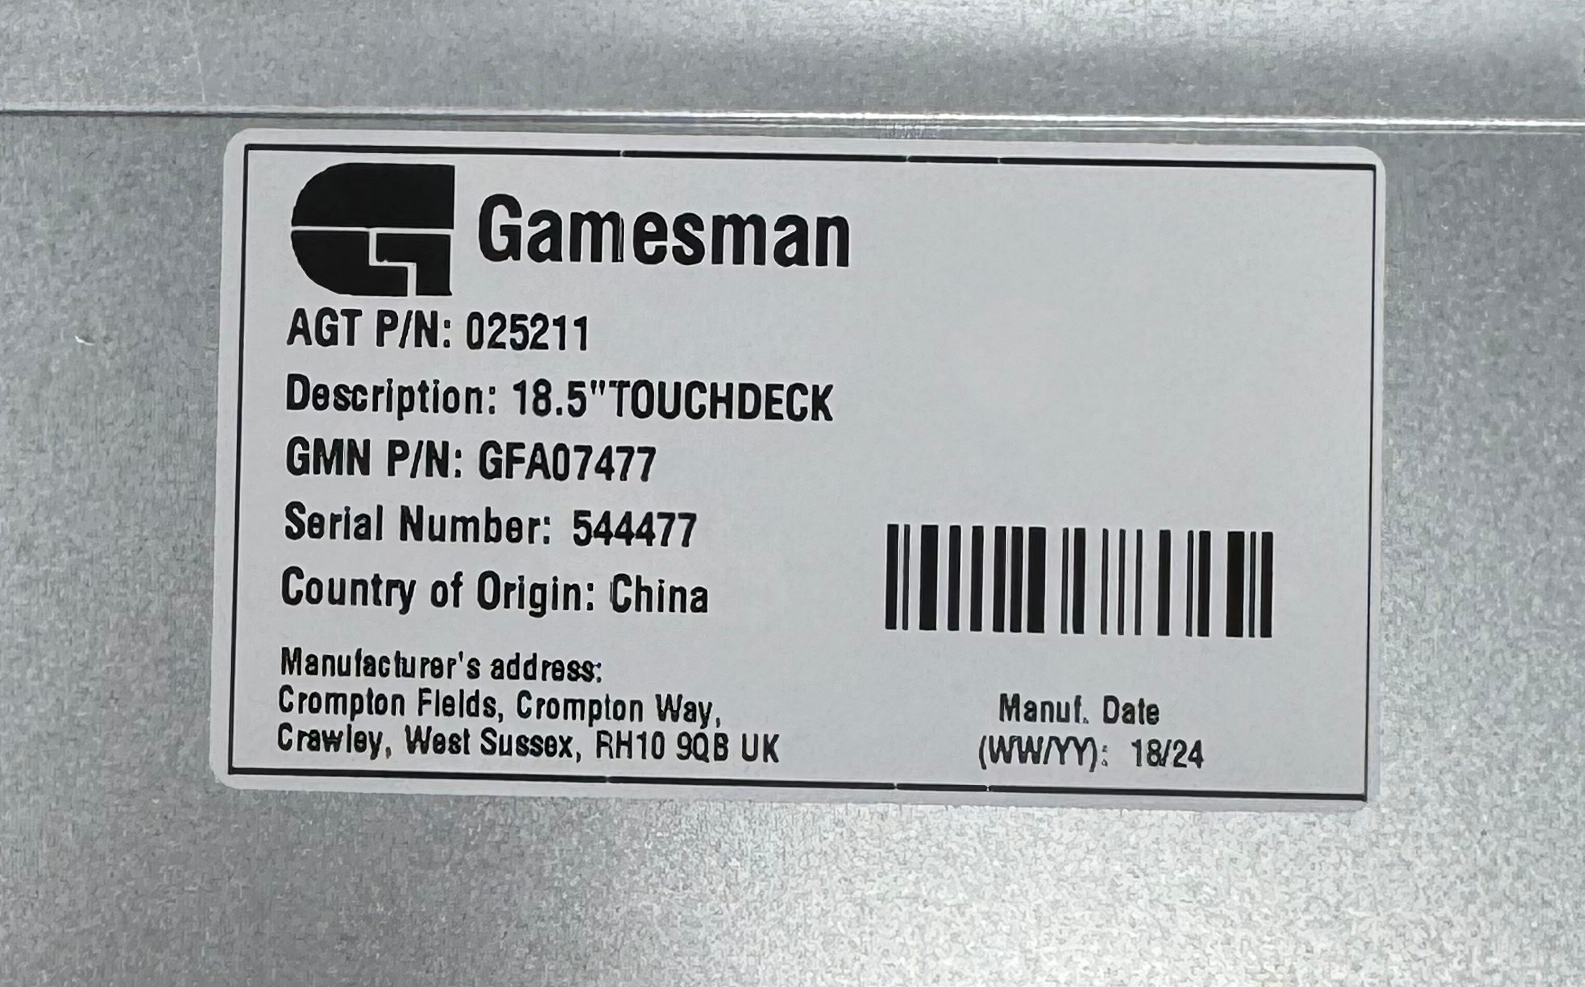 Gamesman
AGT P/N: 025211
Description: 18.5"TOUCHDECK
GMN P/N: GFA07477
Serial Number: 544477
Country of Origin: China
Manufacturer's address:
Crompton Fields, Crompton Way,
Crawley, West Sussex, RH10 9QB UK
Manuf. Date
(WW/YY): 18/24